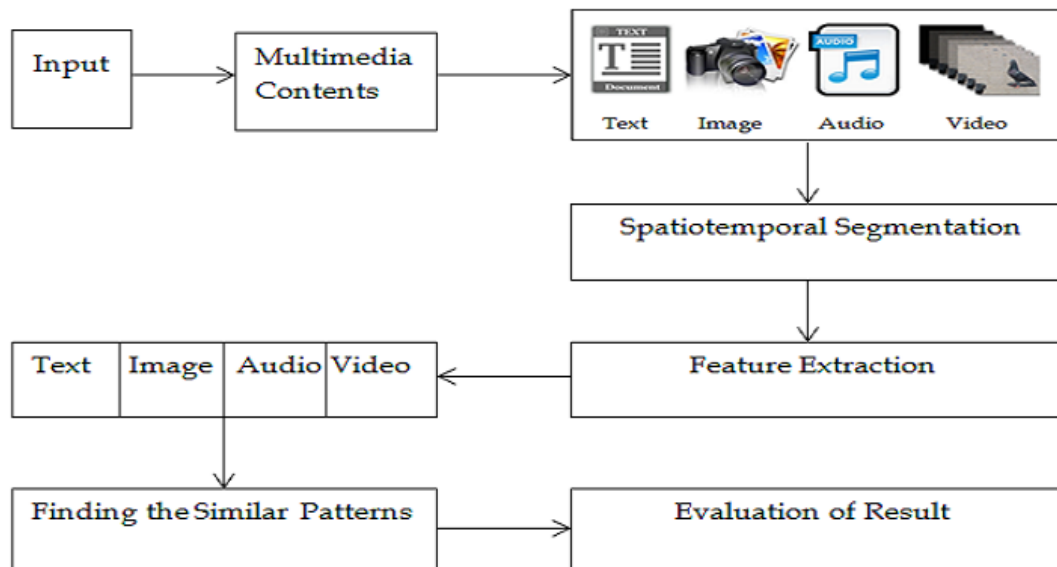 Input
Multimedia
Contents
TEXT
T
Document
AUDIO
Text Image Audio Video
Spatiotemporal Segmentation
Feature Extraction
Text Image Audio Video
Finding the Similar Patterns
Evaluation of Result